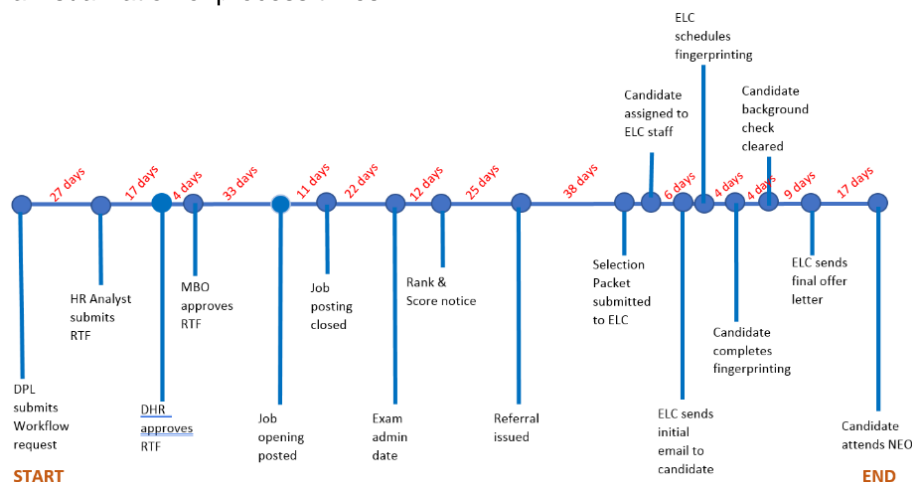 ELC
schedules
fingerprinting
Candidate
assigned to
ELC staff
Candidate
background
check
cleared
27 days
17 days
4 days
33 days
11 days
22 days
12 days
25 days
38 days
6 days
4 days
4 days
9 days
17 days
HR Analyst
submits
RTF
MBO
approves
RTF
Job
posting
closed
Rank &
Score notice
Selection
Packet
submitted
to ELC
ELC sends
final offer
letter
Candidate
completes
fingerprinting
DPL
submits
Workflow
request
DHR
approves
RTF
Job
opening
posted
Exam
admin
date
Referral
issued
ELC sends
initial
email to
candidate
Candidate
attends NEO
START
END